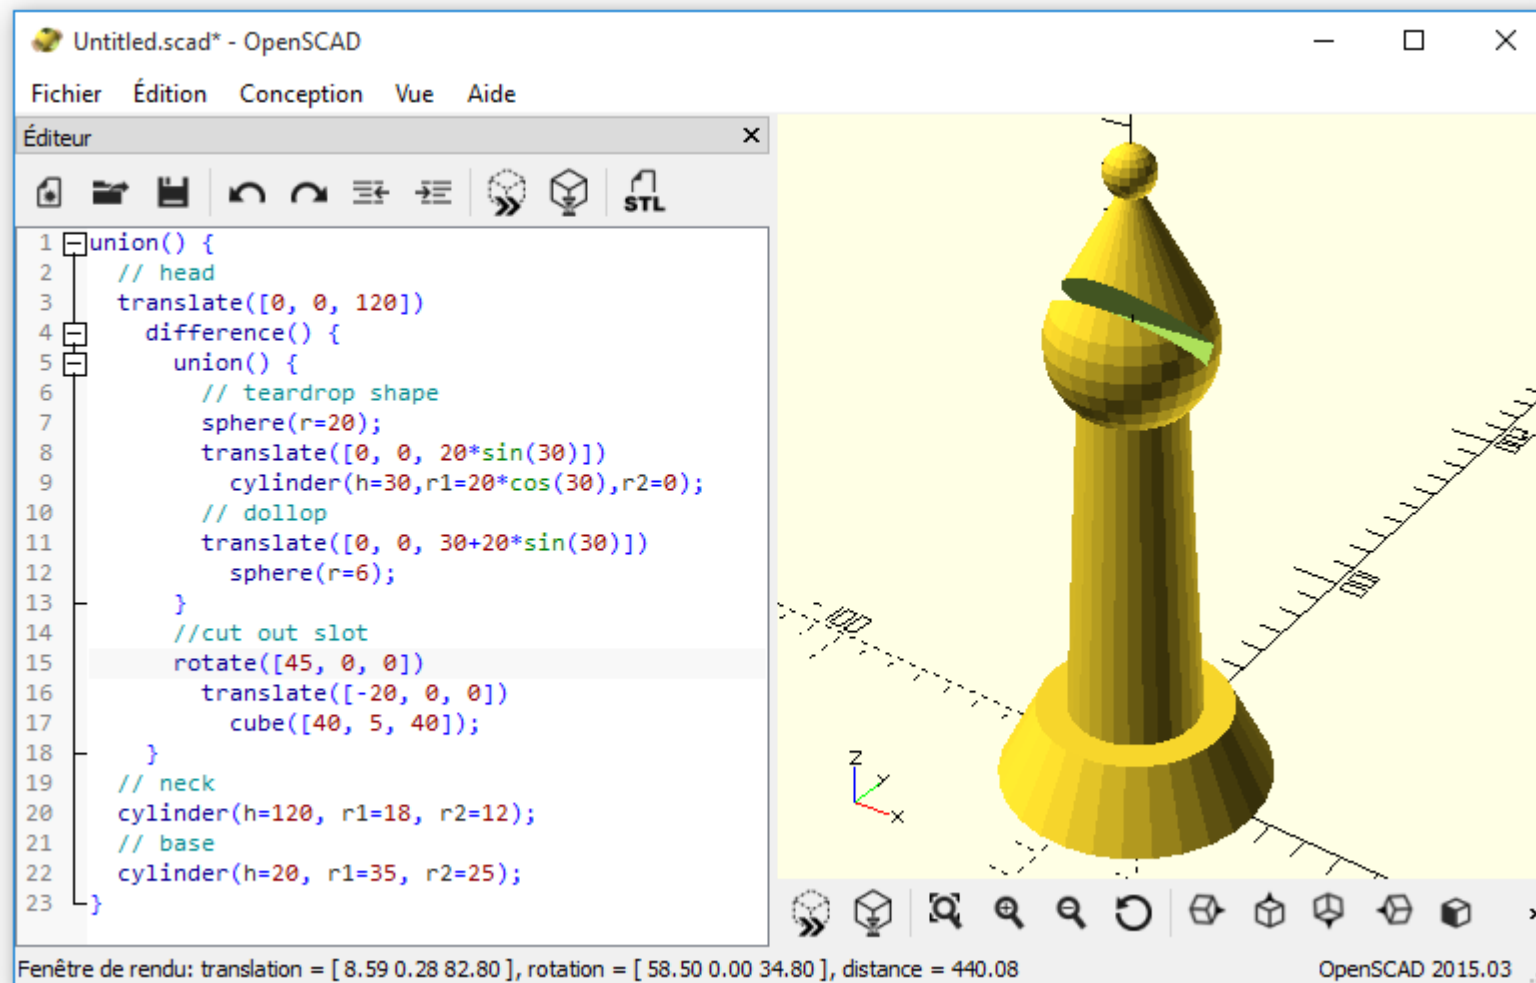 Untitled.scad* - OpenSCAD
Fichier Édition Conception Vue Aide
Éditeur
STL
1 union() {
2 // head
3 translate([0, 0, 120])
4 difference() {
5 union() {
6 // teardrop shape
7 sphere(r=20);
8 translate([0, 0, 20*sin(30)])
9 cylinder(h=30,r1=20*cos(30),r2=0);
10 // dollop
11 translate([0, 0, 30+20*sin(30)])
12 sphere(r=6);
13 }
14 //cut out slot
15 rotate([45, 0, 0])
16 translate([-20, 0, 0])
17 cube([40, 5, 40]);
18 }
19 // neck
20 cylinder(h=120, r1=18, r2=12);
21 // base
22 cylinder(h=20, r1=35, r2=25);
23 }
100
Z
Y
X
Fenêtre de rendu: translation = [ 8.59 0.28 82.80 ], rotation = [ 58.50 0.00 34.80 ], distance = 440.08
OpenSCAD 2015.03